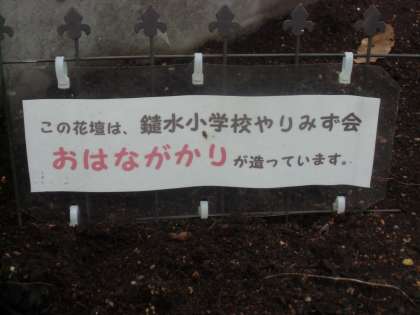 この花壇は、鑓水小学校やりみず会
おはながかりが造っています。